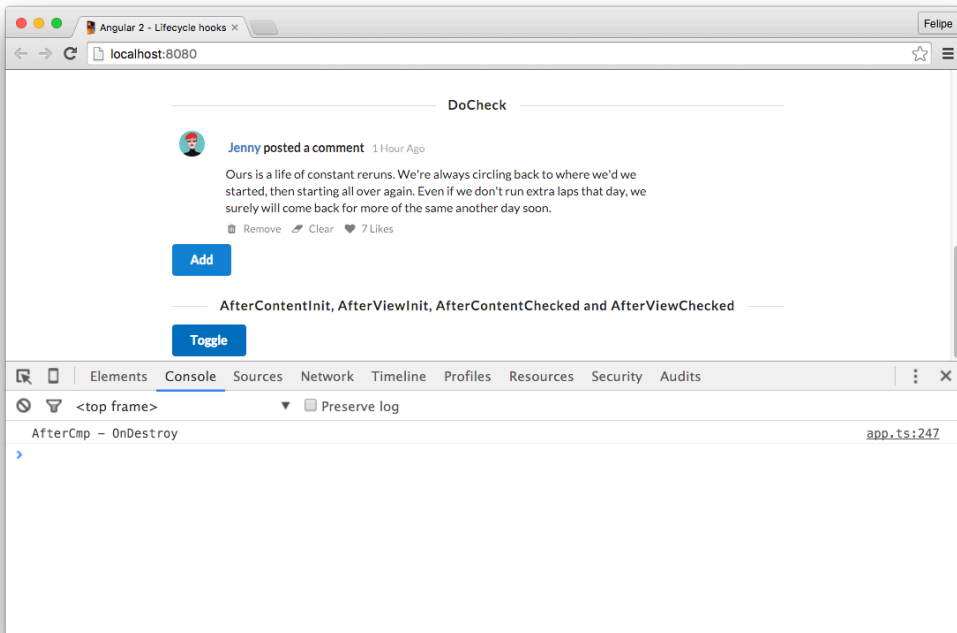 Angular 2 - Lifecycle hooks ×
Felipe
localhost:8080
DoCheck
Jenny posted a comment 1 Hour Ago
Ours is a life of constant reruns. We're always circling back to where we'd we
started, then starting all over again. Even if we don't run extra laps that day, we
surely will come back for more of the same another day soon.
Remove Clear 7 Likes
Add
AfterContentInit, AfterViewInit, AfterContentChecked and AfterViewChecked
Toggle
Elements Console Sources Network Timeline Profiles Resources Security Audits
<top frame> Preserve log
AfterCmp – OnDestroy app.ts:247